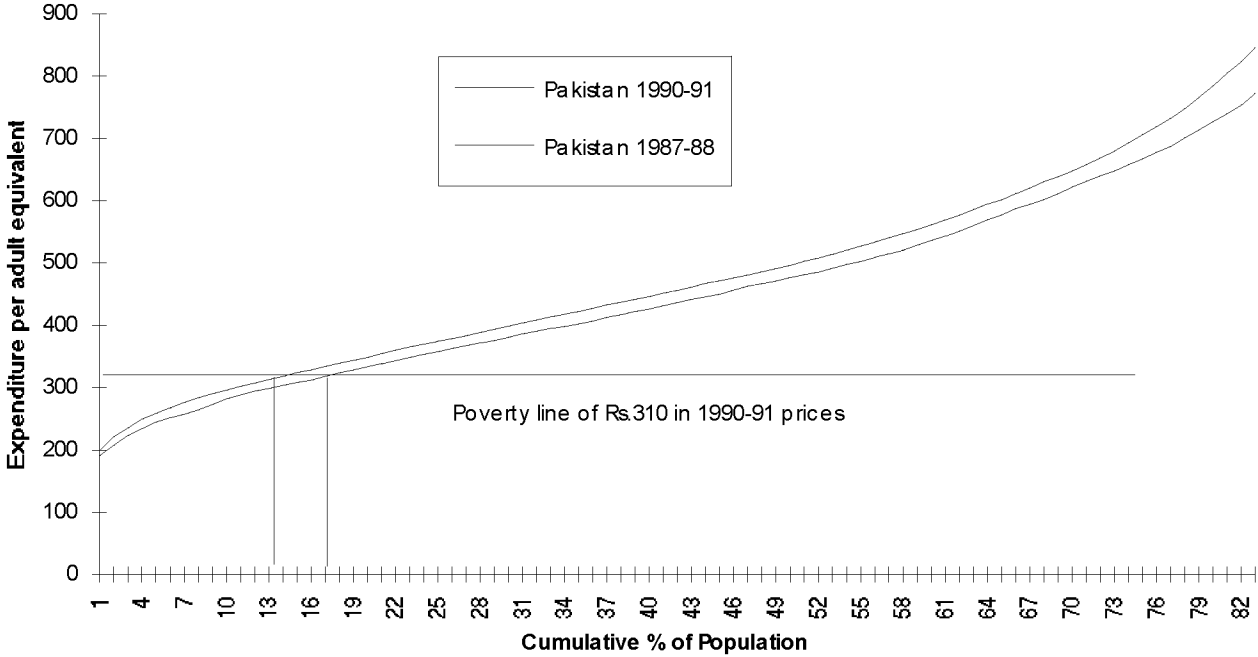 900
800
700
600
500
400
300
200
100
0
Expenditure per adult equivalent
Pakistan 1990-91
Pakistan 1987-88
Poverty line of Rs.310 in 1990-91 prices
1 4 7 10 13 16 19 22 25 28 31 34 37 40 43 46 49 52 55 58 61 64 67 70 73 76 79 82
Cumulative % of Population